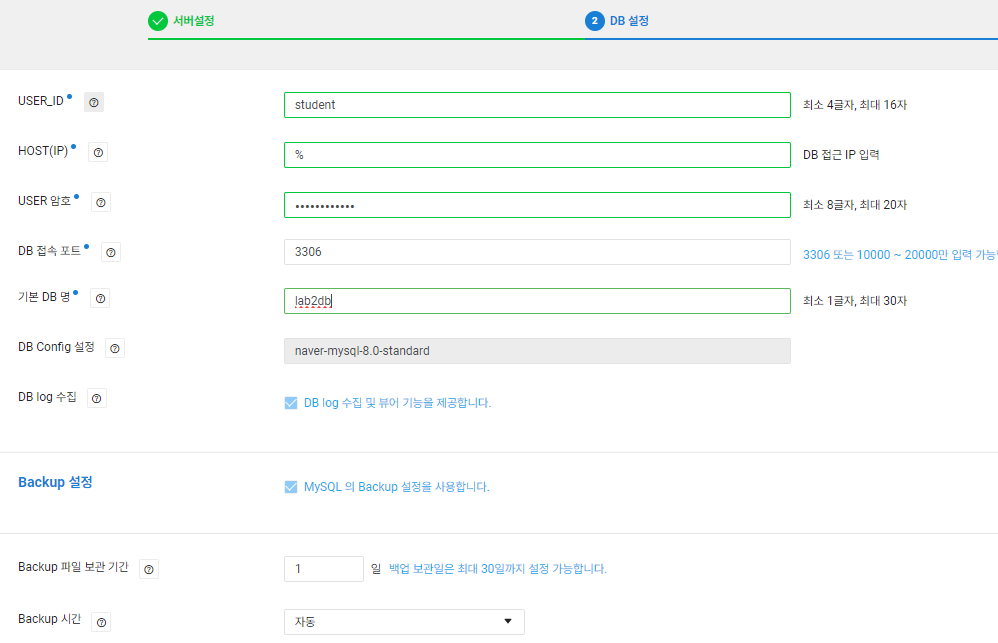 서버설정
2 DB 설정
USER_ID
student
최소 4글자, 최대 16자
HOST(IP)
%
DB 접근 IP 입력
USER 암호
••••••••••••
최소 8글자, 최대 20자
DB 접속 포트
3306
3306 또는 10000 ~ 20000만 입력 가능
기본 DB 명
lab2db
최소 1글자, 최대 30자
DB Config 설정
naver-mysql-8.0-standard
DB log 수집
DB log 수집 및 뷰어 기능을 제공합니다.
Backup 설정
MySQL 의 Backup 설정을 사용합니다.
Backup 파일 보관 기간
1 일 백업 보관일은 최대 30일까지 설정 가능합니다.
Backup 시간
자동